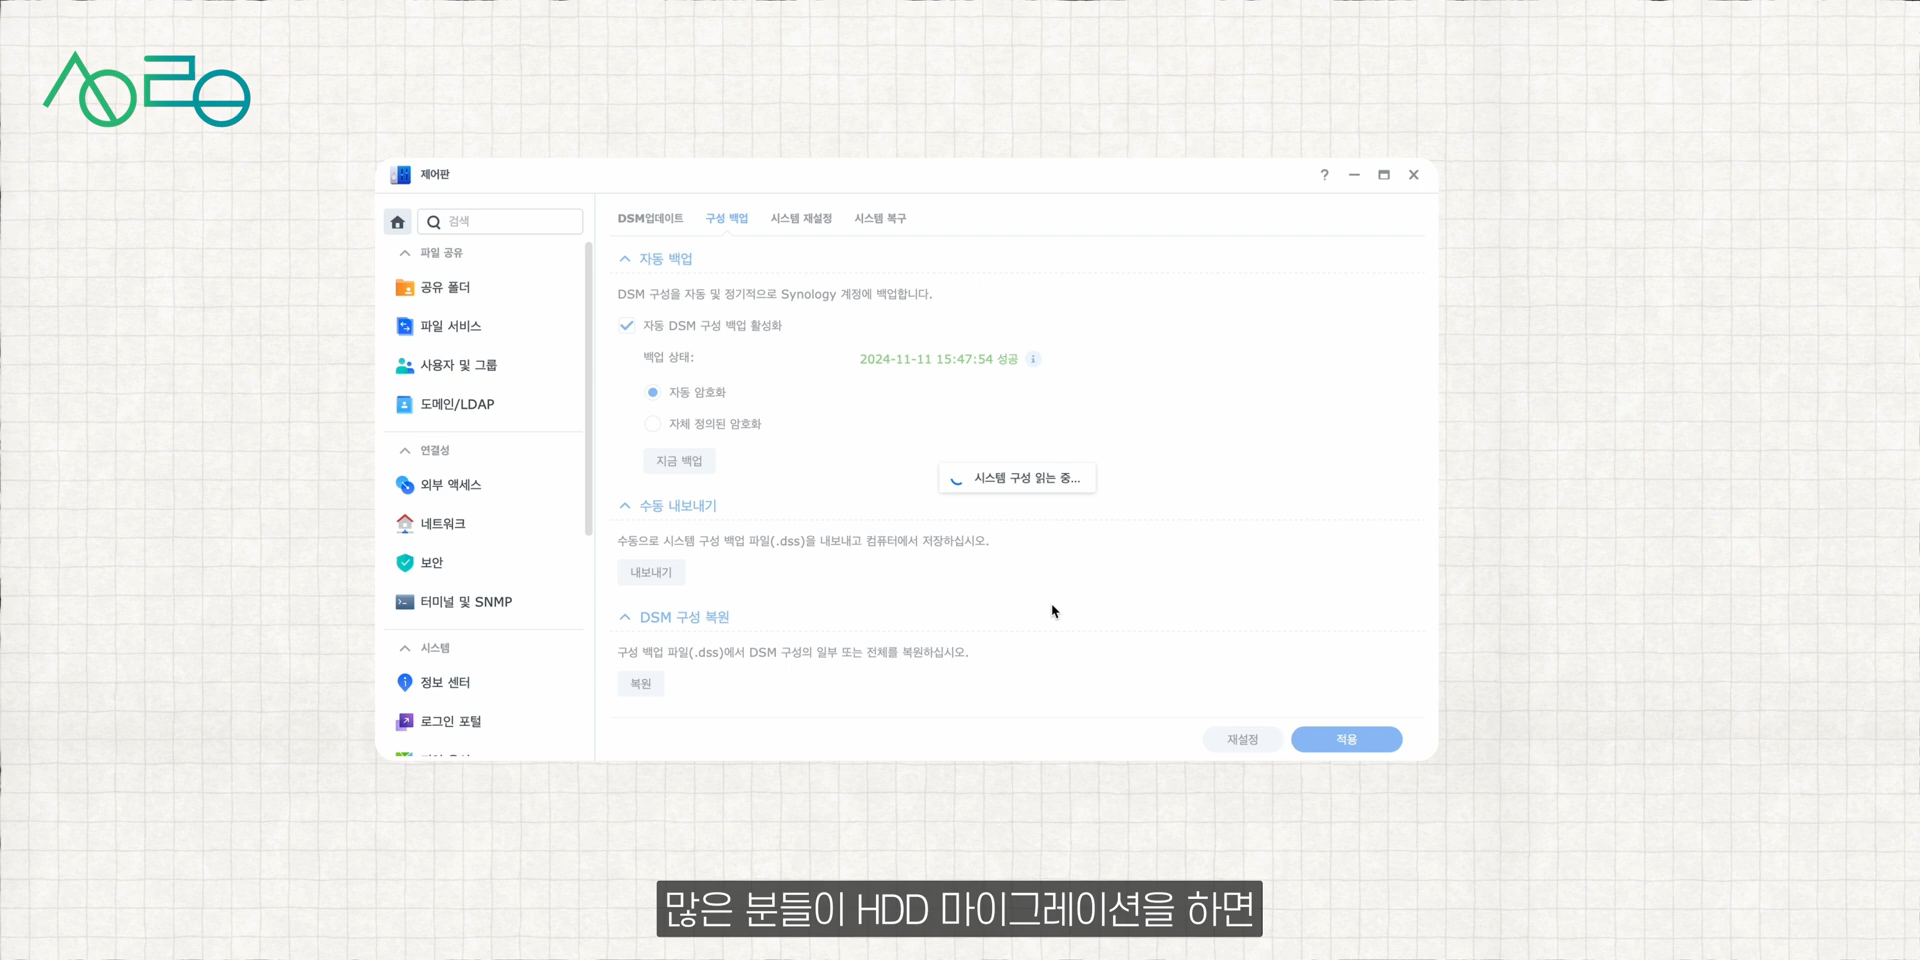 제어판
검색
파일 공유
공유 폴더
파일 서비스
사용자 및 그룹
도메인/LDAP
연결성
외부 액세스
네트워크
보안
터미널 및 SNMP
시스템
정보 센터
로그인 포털
DSM업데이트 구성 백업 시스템 재설정 시스템 복구
자동 백업
DSM 구성을 자동 및 정기적으로 Synology 계정에 백업합니다.
자동 DSM 구성 백업 활성화
백업 상태: 2024-11-11 15:47:54 성공
자동 암호화
자체 정의된 암호화
지금 백업
시스템 구성 읽는 중...
수동 내보내기
수동으로 시스템 구성 백업 파일(.dss)을 내보내고 컴퓨터에서 저장하십시오.
내보내기
DSM 구성 복원
구성 백업 파일(.dss)에서 DSM 구성의 일부 또는 전체를 복원하십시오.
복원
재설정 적용
많은 분들이 HDD 마이그레이션을 하면